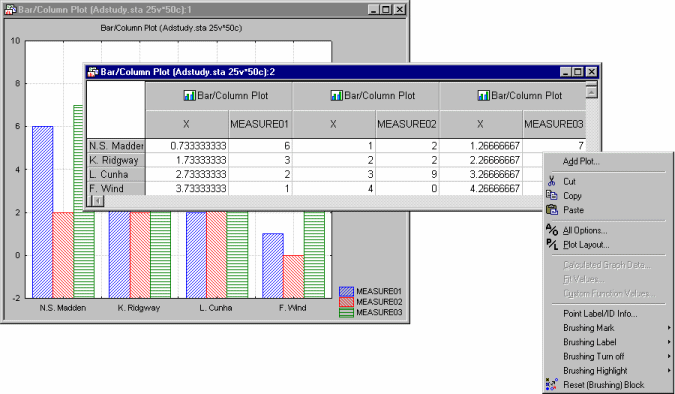 Bar/Column Plot (Adstudy.sta 25v*50c):1
Bar/Column Plot (Adstudy.sta 25v*50c)
10
8
6
4
2
0
-2
N.S. Madden K. Ridgway L. Cunha F. Wind
MEASURE01
MEASURE02
MEASURE03
Bar/Column Plot (Adstudy.sta 25v*50c):2
Bar/Column Plot Bar/Column Plot Bar/Column Plot
X MEASURE01 X MEASURE02 X MEASURE03
N.S. Madden 0.733333333 6 1 2 1.26666667 7
K. Ridgway 1.73333333 3 2 2 2.26666667
L. Cunha 2.73333333 2 3 9 3.26666667
F. Wind 3.73333333 1 4 0 4.26666667
Add Plot...
Cut
Copy
Paste
All Options...
Plot Layout...
Calculated Graph Data...
Fit Values...
Custom Function Values...
Point Label/ID Info...
Brushing Mark
Brushing Label
Brushing Turn off
Brushing Highlight
Reset (Brushing) Block